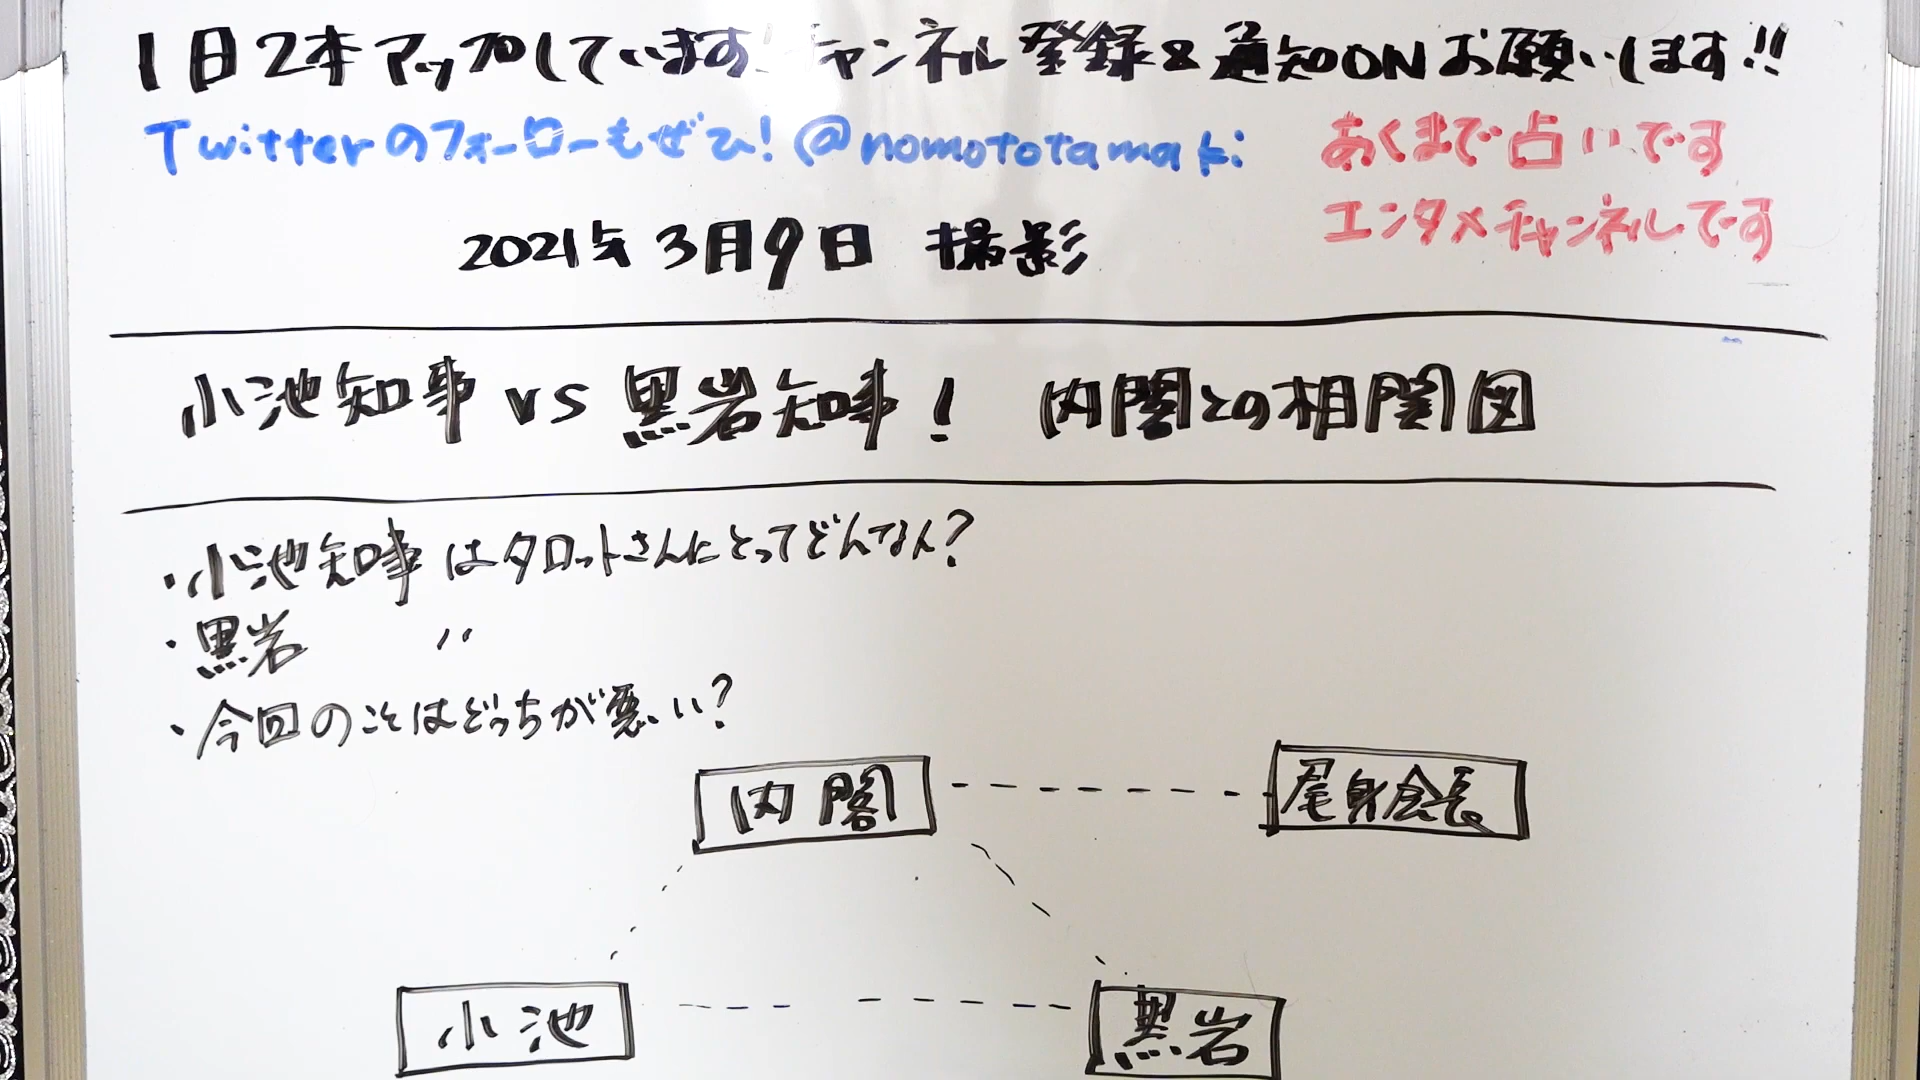 1日2本アップしています!チャンネル登録&通知ONお願いします!!
Twitterのフォローもぜひ!@nomototamaki
あくまで占いです
エンタメチャンネルです
2021年3月9日 撮影
小池知事 vs 黒岩知事! 内閣との相関図
・小池知事はタロットさんにとってどんな人?
・黒岩 〃
・今回のことはどっちが悪い?
内閣
尾身会長
小池
黒岩